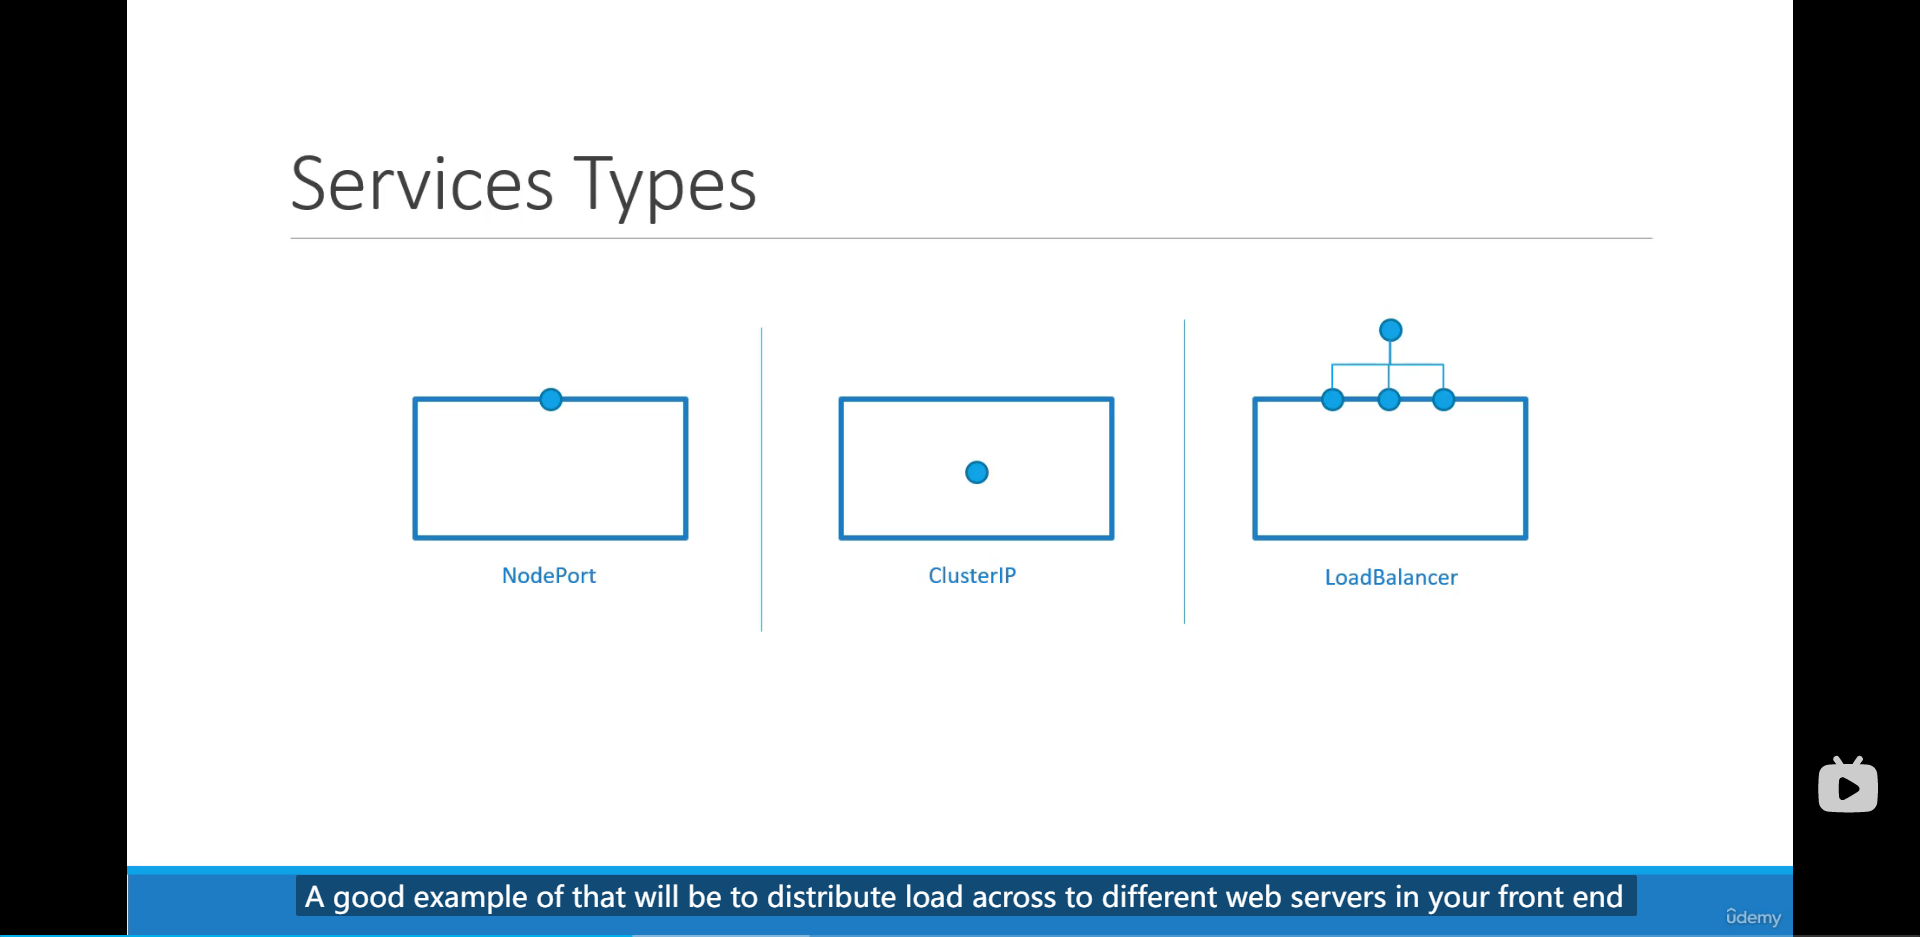 Services Types
NodePort
ClusterIP
LoadBalancer
A good example of that will be to distribute load across to different web servers in your front end
ûdemy